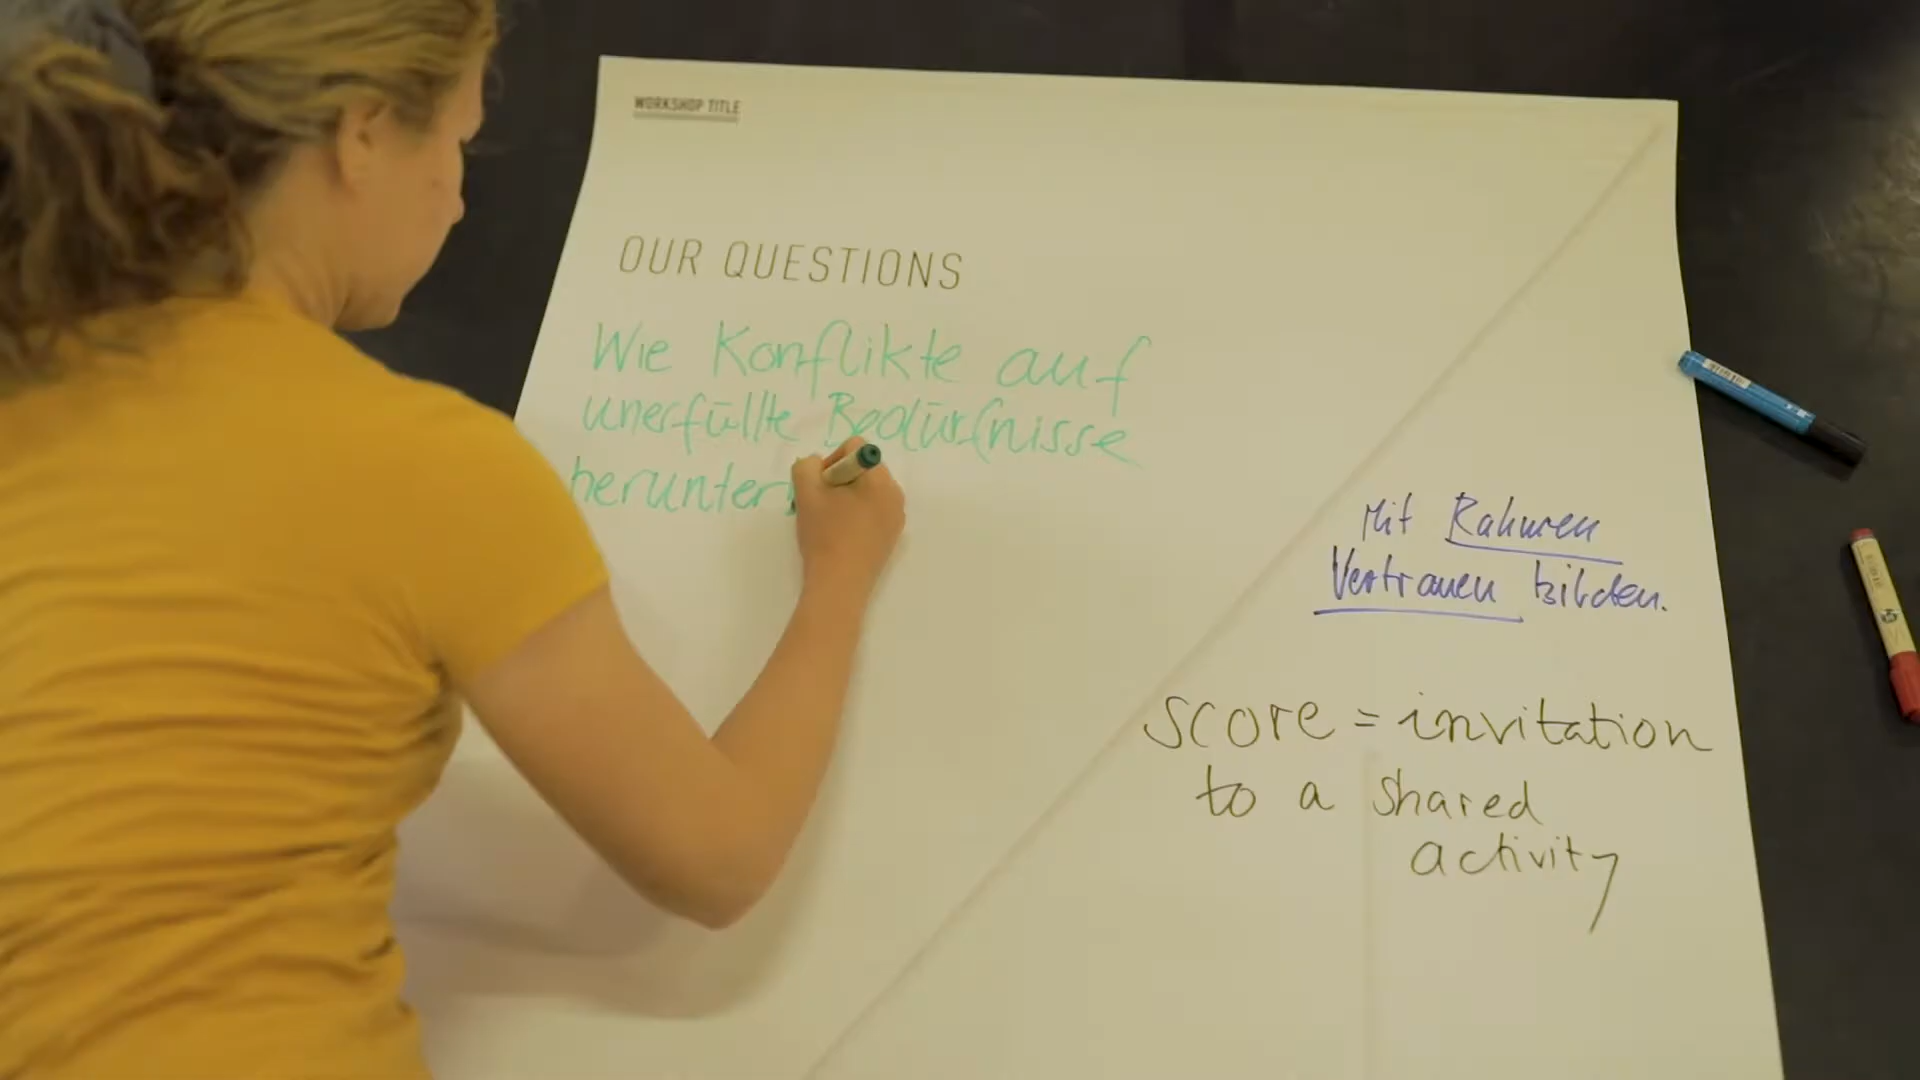 WORKSHOP TITLE
OUR QUESTIONS
Wie Konflikte auf
unerfüllte Bedürfnisse
herunter
Mit Rahmen
Vertrauen bilden.
score = invitation
to a shared
activity